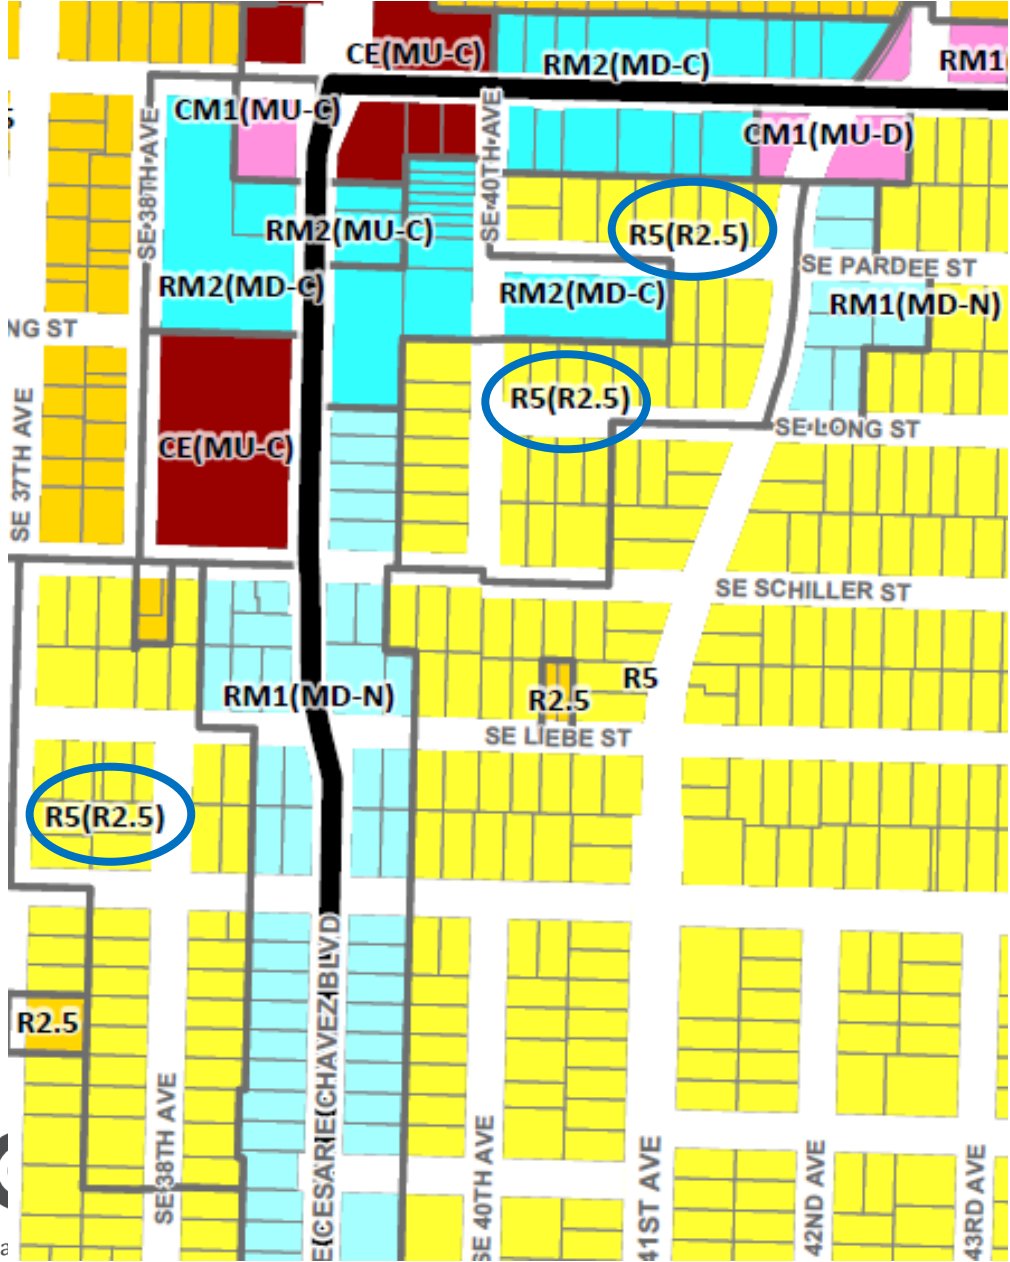 CE(MU-C)
RM2(MD-C)
RM1
CM1(MU-C)
CM1(MU-D)
SE 38TH AVE
SE 40TH AVE
RM2(MU-C)
R5(R2.5)
SE PARDEE ST
RM2(MD-C)
RM2(MD-C)
RM1(MD-N)
NG ST
R5(R2.5)
SE LONG ST
SE 37TH AVE
CE(MU-C)
SE SCHILLER ST
R5
RM1(MD-N)
R2.5
SE LIEBE ST
R5(R2.5)
R2.5
E CESAR E CHAVEZ BLVD
SE 38TH AVE
SE 40TH AVE
41ST AVE
42ND AVE
43RD AVE